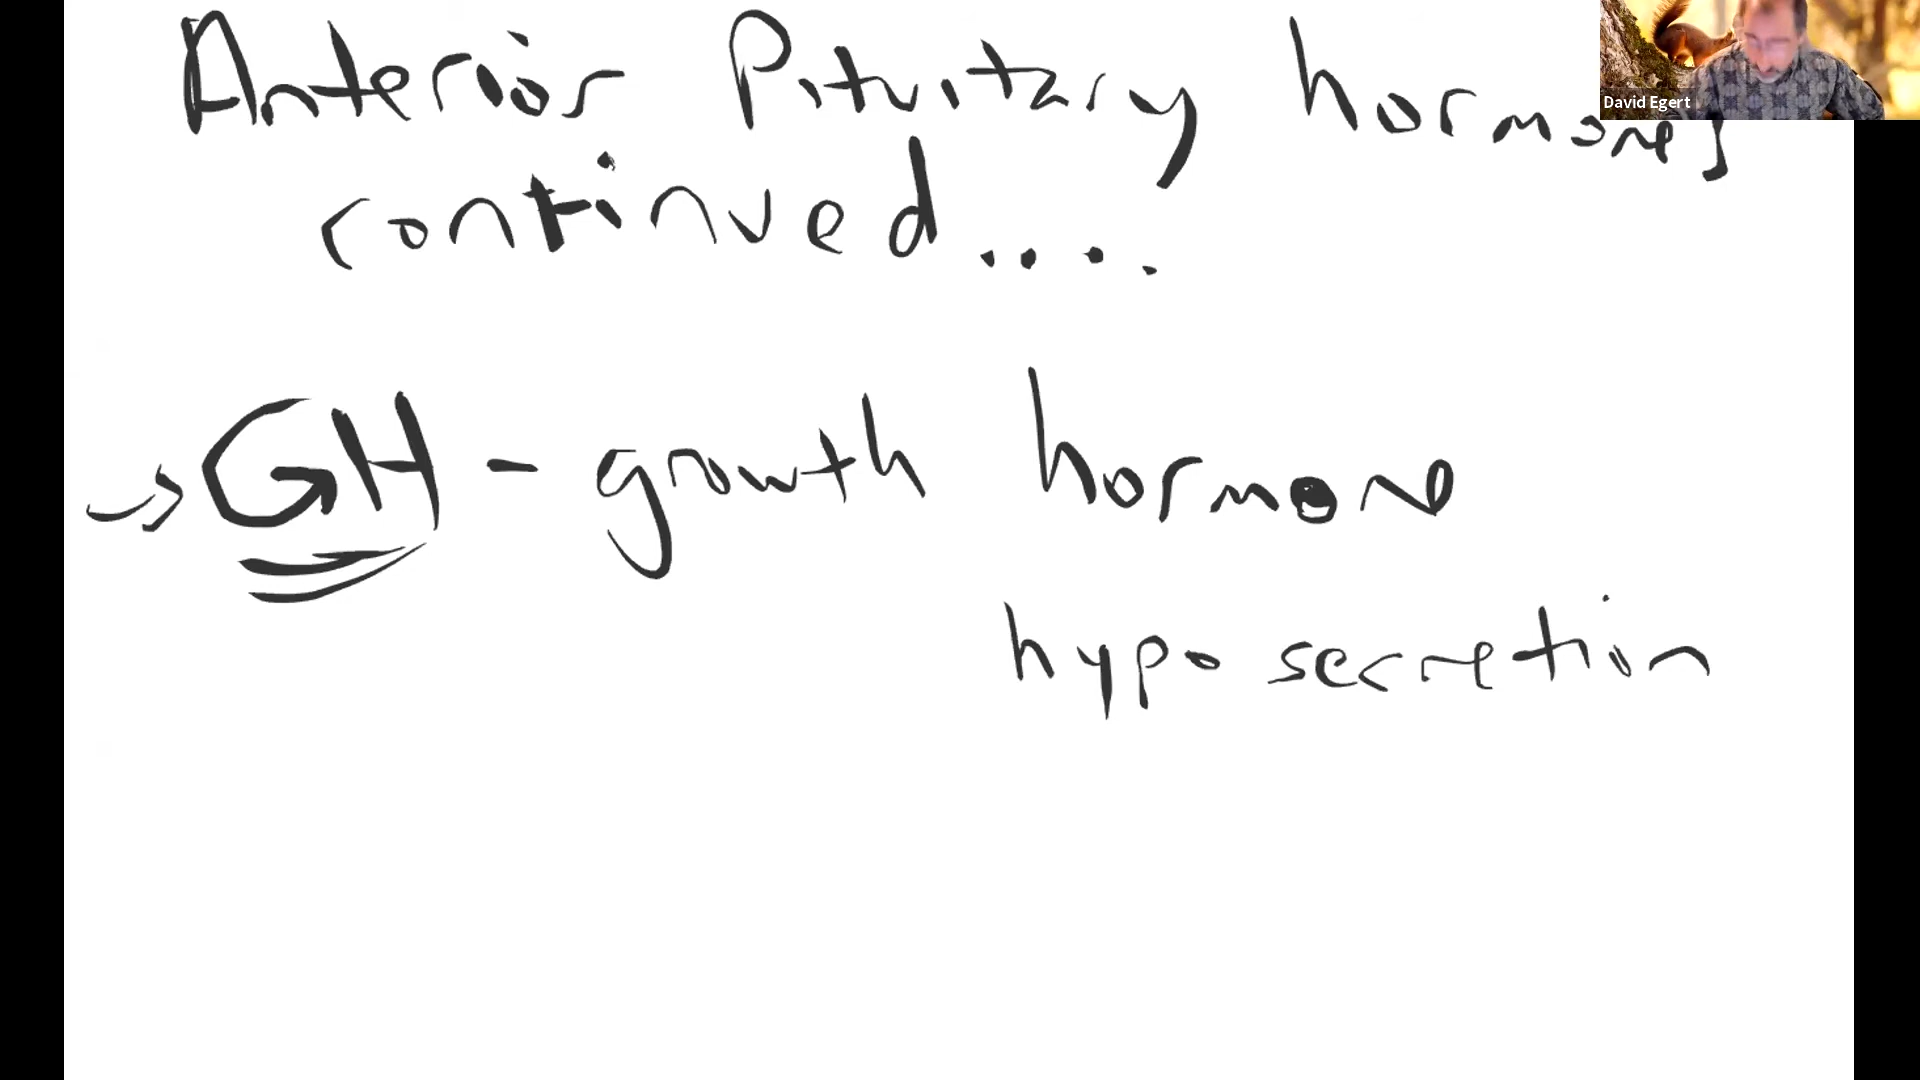 Anterior Pituitary hormones
David Egert
continued....
→ GH - growth hormone
hypo secretion